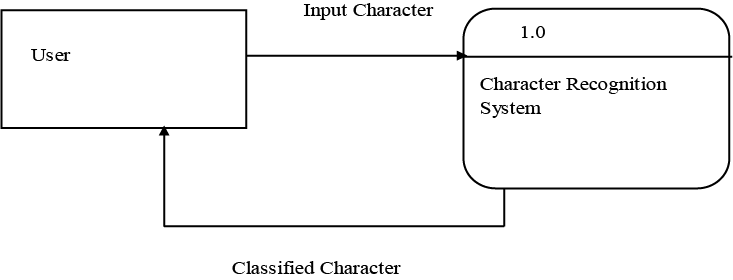 Input Character
1.0
User
Character Recognition
System
Classified Character